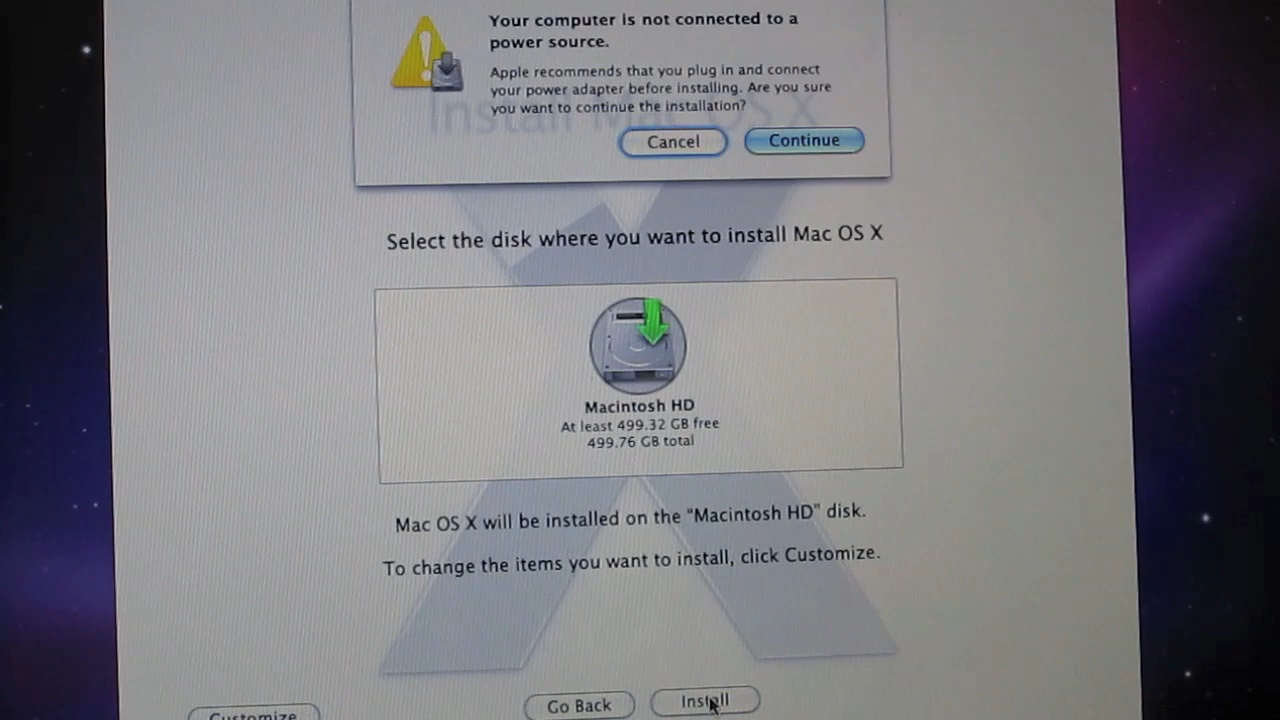 Your computer is not connected to a
power source.
Apple recommends that you plug in and connect
your power adapter before installing. Are you sure
you want to continue the installation?
Install Mac OS X
Cancel
Continue
Select the disk where you want to install Mac OS X
Macintosh HD
At least 499.32 GB free
499.76 GB total
Mac OS X will be installed on the "Macintosh HD" disk.
To change the items you want to install, click Customize.
Customize
Go Back
Install